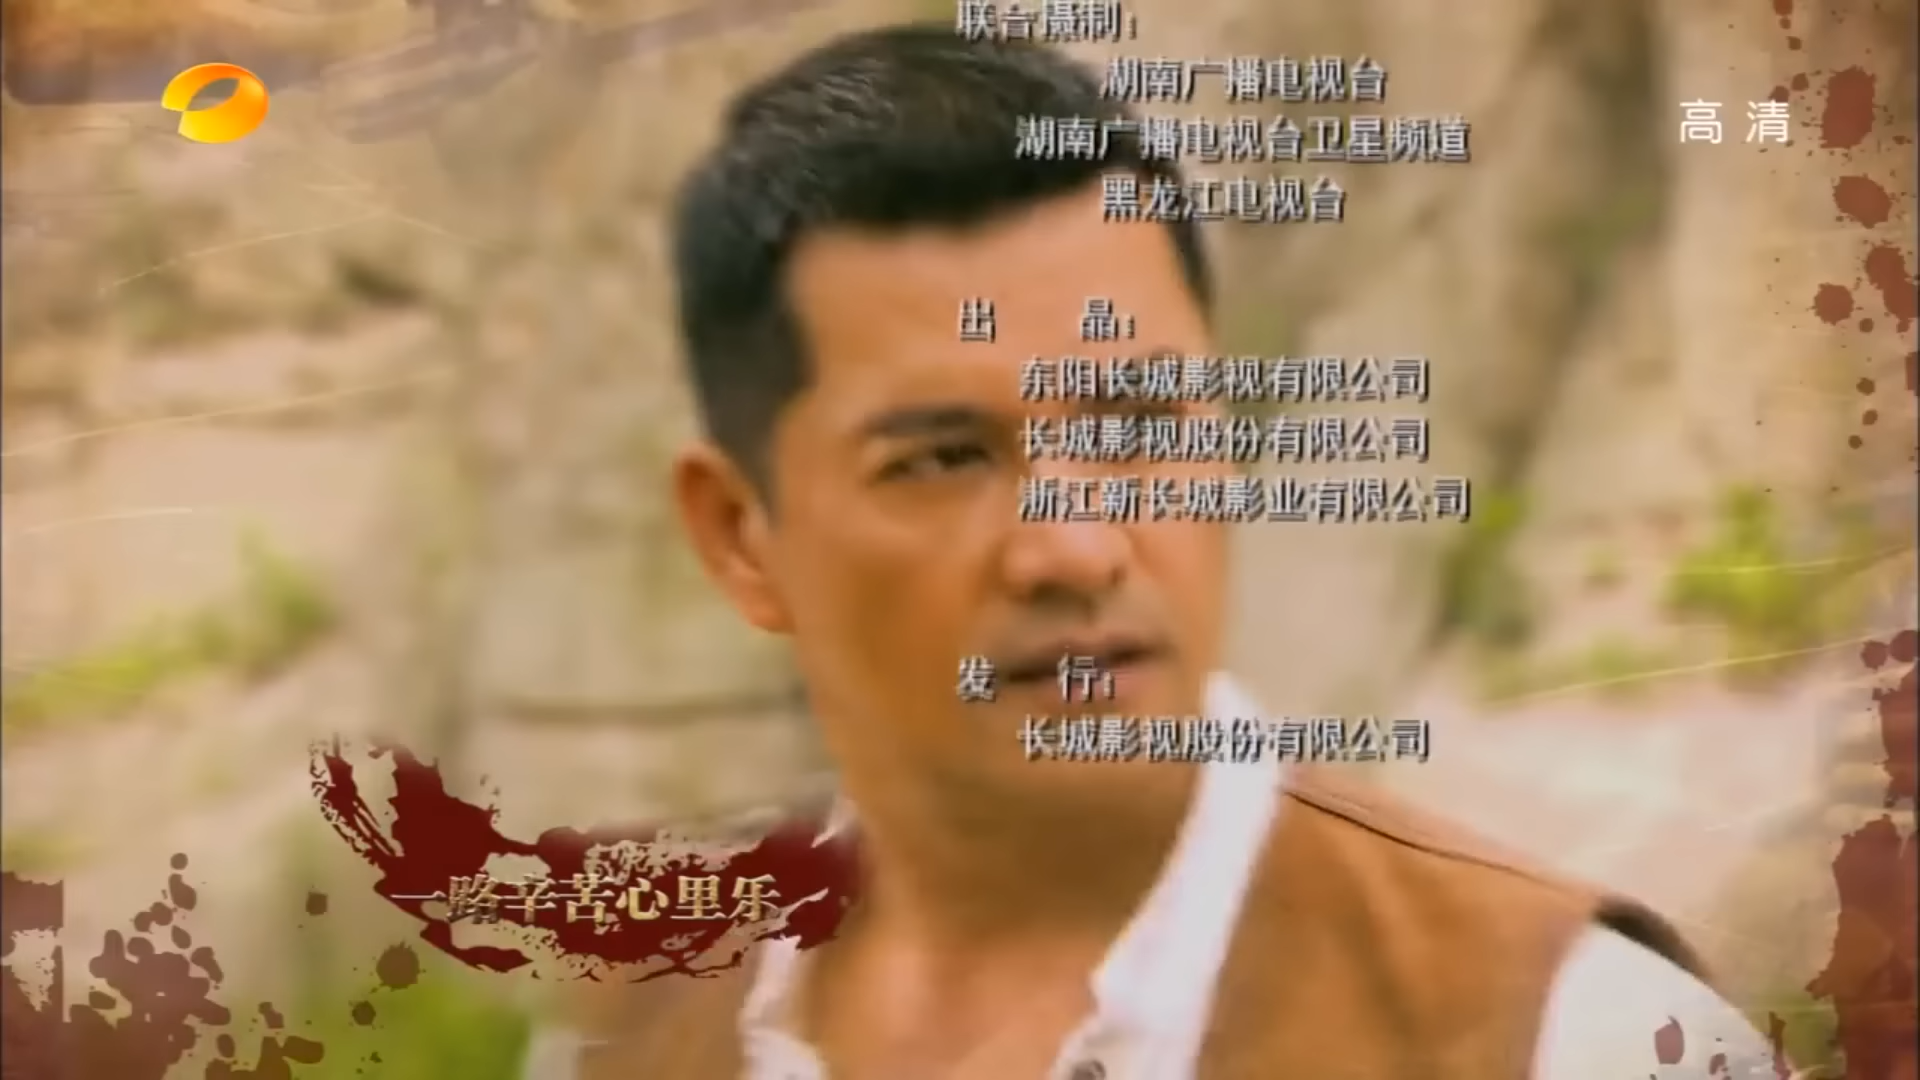 联合摄制：
湖南广播电视台
高清
湖南广播电视台卫星频道
黑龙江电视台
出 品：
东阳长城影视有限公司
长城影视股份有限公司
浙江新长城影业有限公司
发 行：
长城影视股份有限公司
一路辛苦心里乐